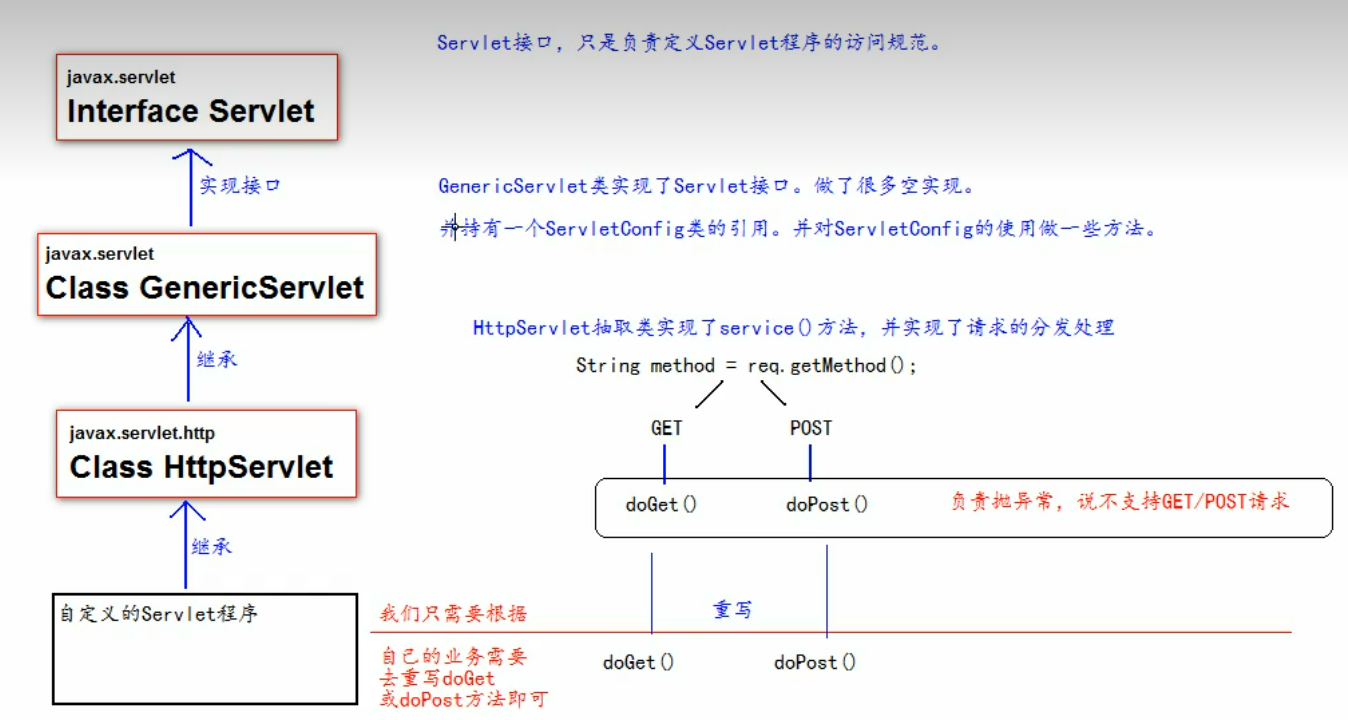 Servlet接口，只是负责定义Servlet程序的访问规范。
javax.servlet
Interface Servlet
实现接口
GenericServlet类实现了Servlet接口。做了很多空实现。
并持有一个ServletConfig类的引用。并对ServletConfig的使用做一些方法。
javax.servlet
Class GenericServlet
继承
HttpServlet抽取类实现了service()方法，并实现了请求的分发处理
String method = req.getMethod();
GET
POST
javax.servlet.http
Class HttpServlet
doGet()
doPost()
负责抛异常，说不支持GET/POST请求
继承
自定义的Servlet程序
我们只需要根据
重写
自己的业务需要
去重写doGet
或doPost方法即可
doGet()
doPost()